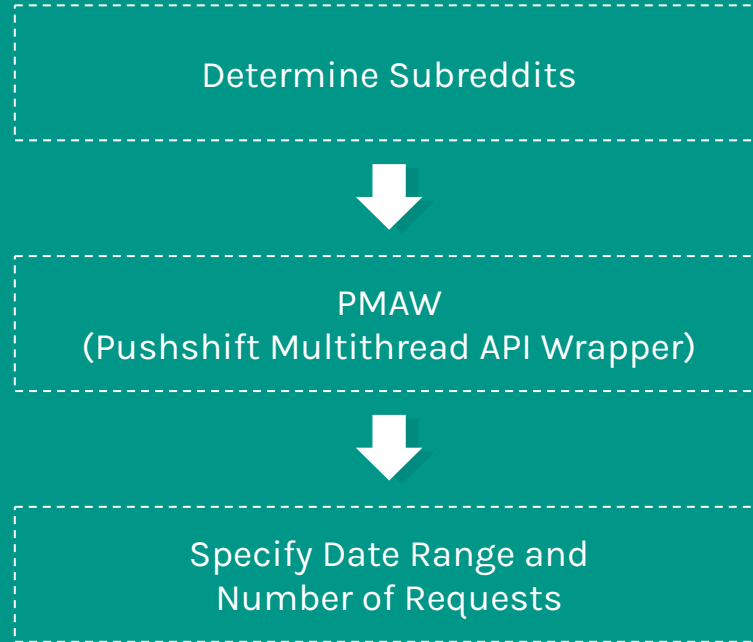 Determine Subreddits
PMAW
(Pushshift Multithread API Wrapper)
Specify Date Range and
Number of Requests